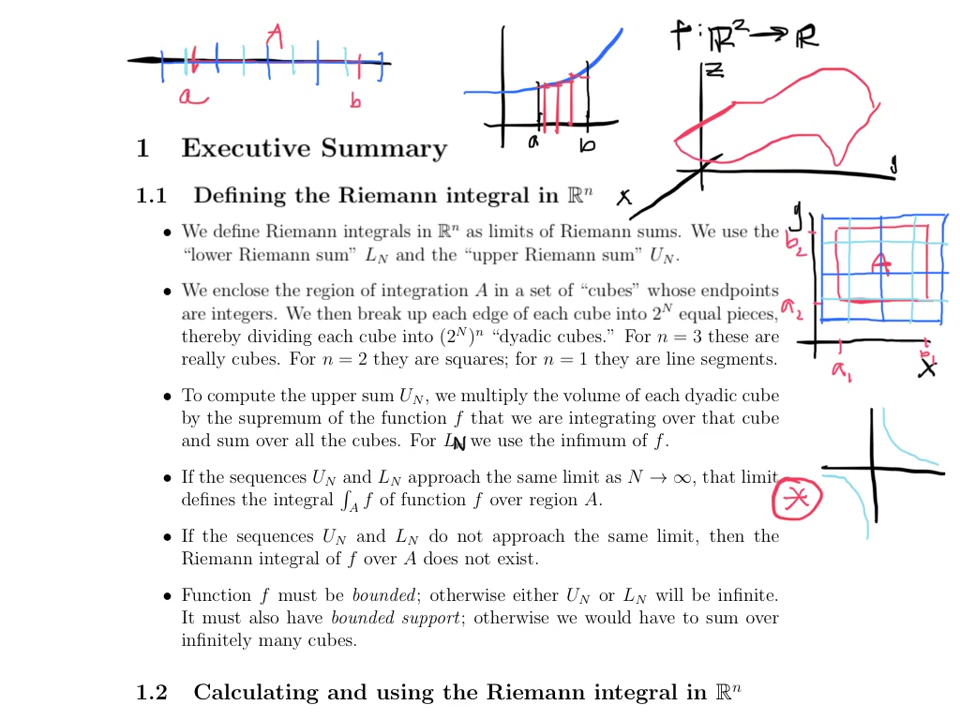 A
a
b
a
b
f : ℝ² → ℝ
z
y
x
1 Executive Summary
1.1 Defining the Riemann integral in ℝⁿ
• We define Riemann integrals in ℝⁿ as limits of Riemann sums. We use the
“lower Riemann sum” L_N and the “upper Riemann sum” U_N.
• We enclose the region of integration A in a set of “cubes” whose endpoints
are integers. We then break up each edge of each cube into 2^N equal pieces,
thereby dividing each cube into (2^N)^n “dyadic cubes.” For n = 3 these are
really cubes. For n = 2 they are squares; for n = 1 they are line segments.
• To compute the upper sum U_N, we multiply the volume of each dyadic cube
by the supremum of the function f that we are integrating over that cube
and sum over all the cubes. For L_N we use the infimum of f.
• If the sequences U_N and L_N approach the same limit as N → ∞, that limit
defines the integral ∫_A f of function f over region A.
• If the sequences U_N and L_N do not approach the same limit, then the
Riemann integral of f over A does not exist.
• Function f must be bounded; otherwise either U_N or L_N will be infinite.
It must also have bounded support; otherwise we would have to sum over
infinitely many cubes.
1.2 Calculating and using the Riemann integral in ℝⁿ
y
b₂
A
a₂
a₁
b₁
x
*